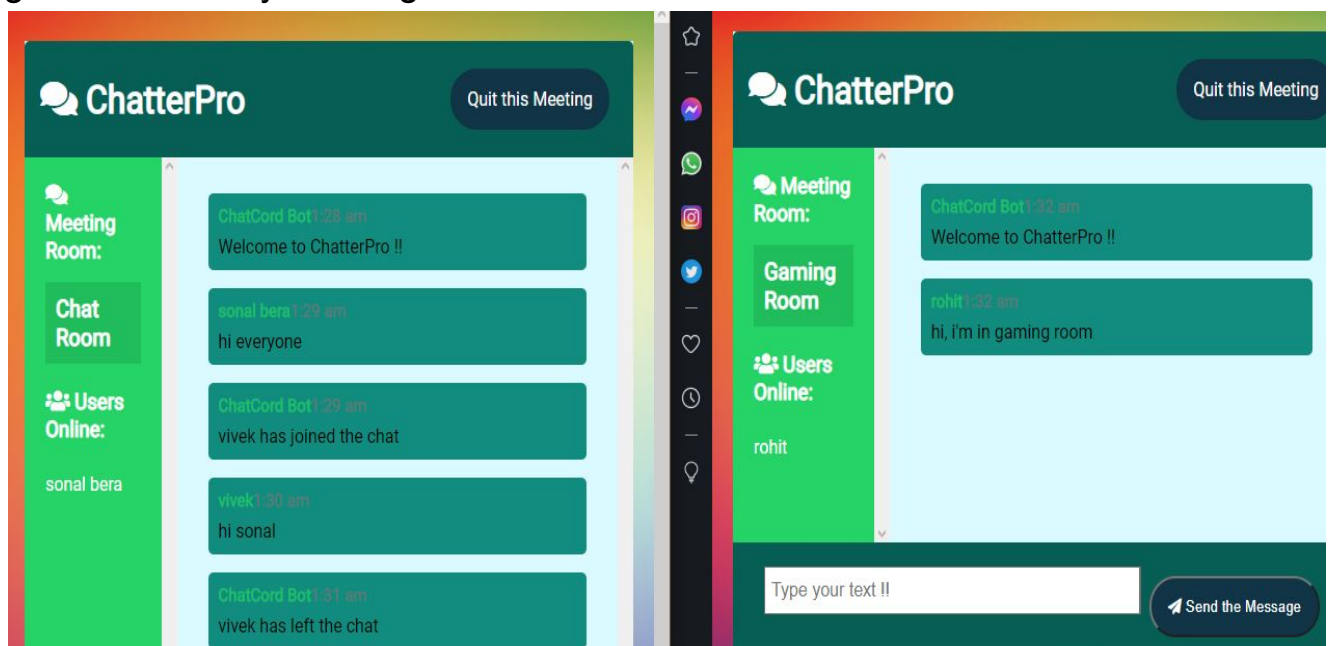 ChatterPro
Quit this Meeting
Meeting
Room:
Chat
Room
Users
Online:
sonal bera
ChatCord Bot1:28 am
Welcome to ChatterPro !!
sonal bera1:29 am
hi everyone
ChatCord Bot1:29 am
vivek has joined the chat
vivek1:30 am
hi sonal
ChatCord Bot1:31 am
vivek has left the chat
ChatterPro
Quit this Meeting
Meeting
Room:
Gaming
Room
Users
Online:
rohit
ChatCord Bot1:32 am
Welcome to ChatterPro !!
rohit1:32 am
hi, i'm in gaming room
Type your text !!
Send the Message